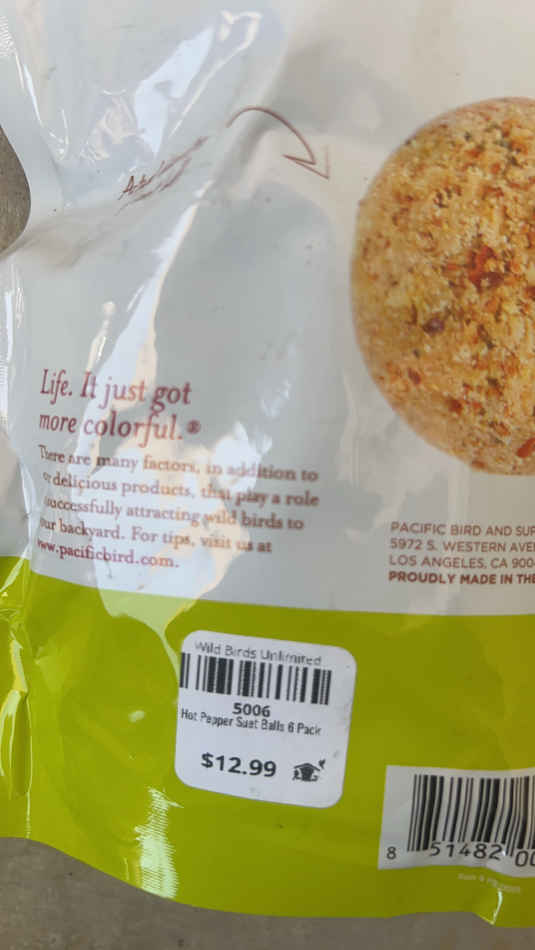 Life. It just got
more colorful.®
There are many factors, in addition to
or delicious products, that play a role
successfully attracting wild birds to
ur backyard. For tips, visit us at
www.pacificbird.com.
PACIFIC BIRD AND SUP
5972 S. WESTERN AVE
LOS ANGELES, CA 900
PROUDLY MADE IN THE
Wild Birds Unlimited
5006
Hot Pepper Suet Balls 6 Pack
$12.99
8 51482 00